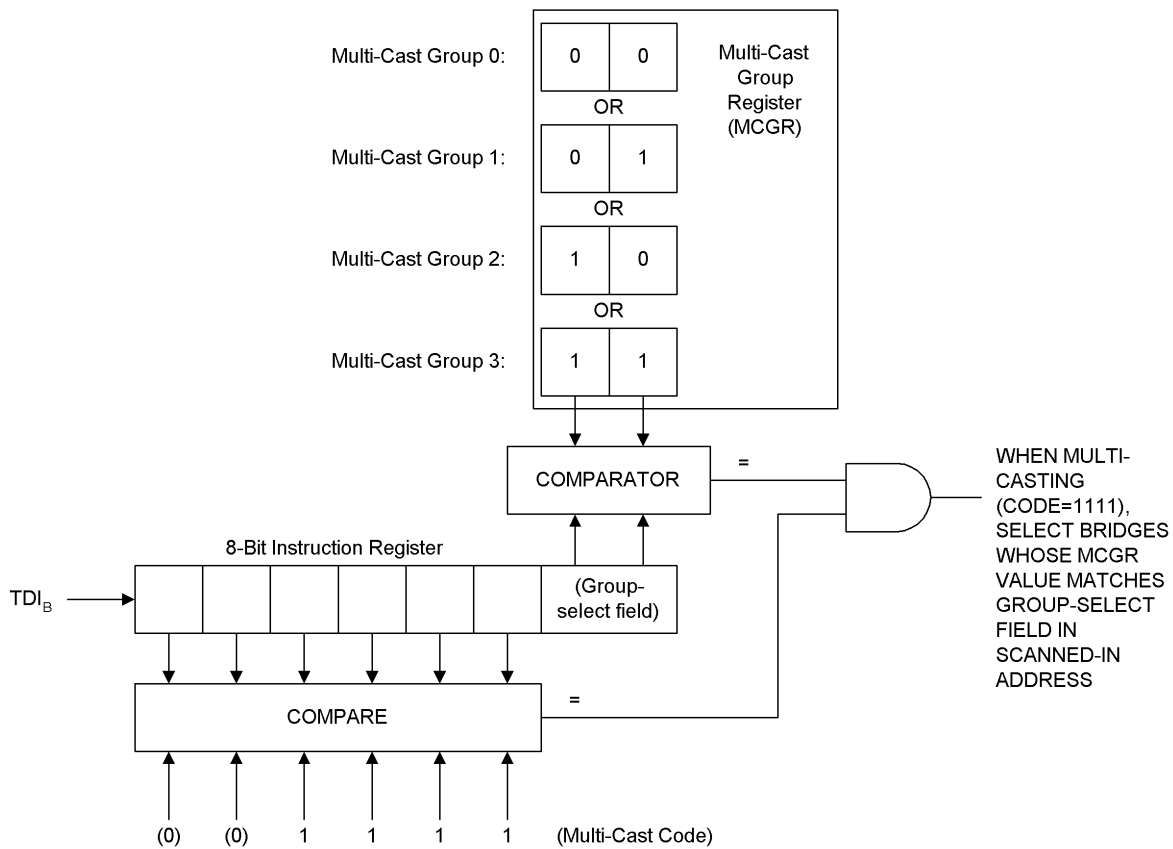 Multi-Cast Group 0:
0 0
Multi-Cast
Group
Register
(MCGR)
OR
Multi-Cast Group 1:
0 1
OR
Multi-Cast Group 2:
1 0
OR
Multi-Cast Group 3:
1 1
COMPARATOR
=
WHEN MULTI-
CASTING
(CODE=1111),
SELECT BRIDGES
WHOSE MCGR
VALUE MATCHES
GROUP-SELECT
FIELD IN
SCANNED-IN
ADDRESS
8-Bit Instruction Register
TDIB
(Group-
select field)
COMPARE
=
(0) (0) 1 1 1 1 (Multi-Cast Code)